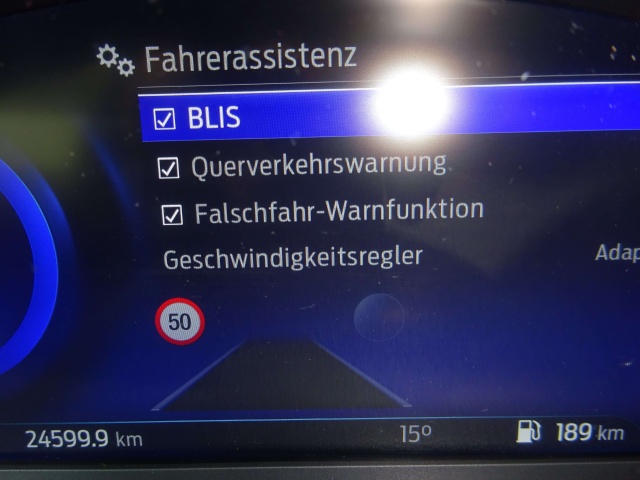 Fahrerassistenz
BLIS
Querverkehrswarnung
Falschfahr-Warnfunktion
Geschwindigkeitsregler Adap
50
24599.9 km 15° 189 km